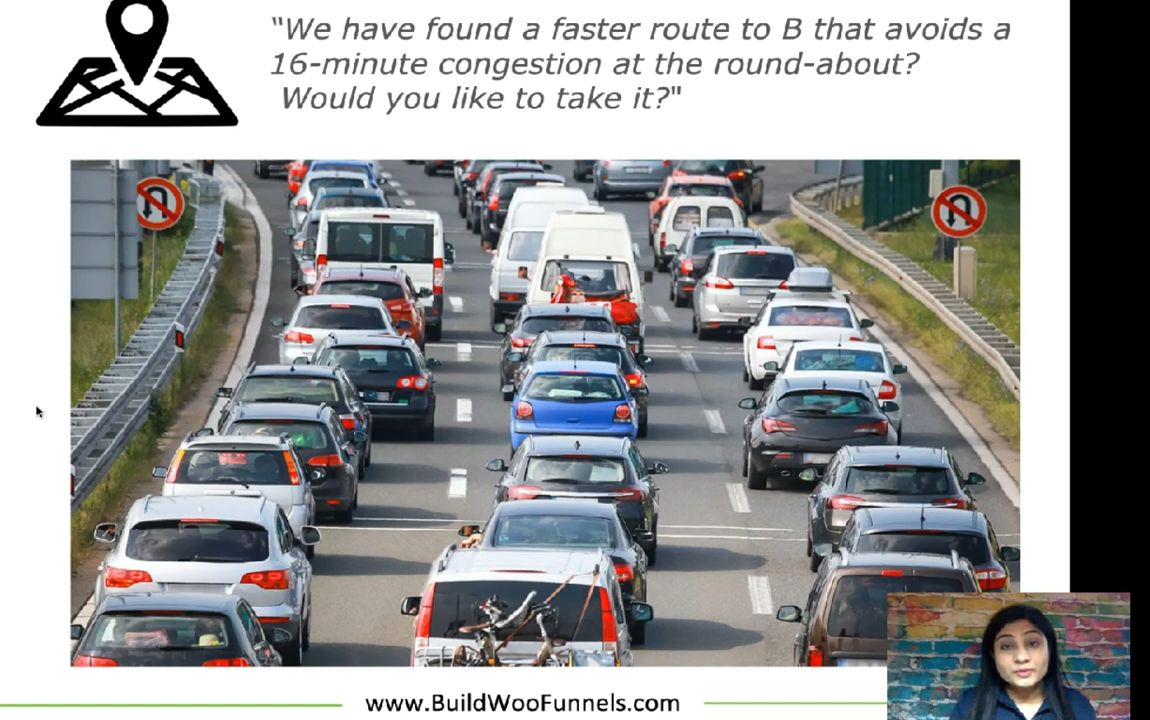 "We have found a faster route to B that avoids a
16-minute congestion at the round-about?
Would you like to take it?"
www.BuildWooFunnels.com